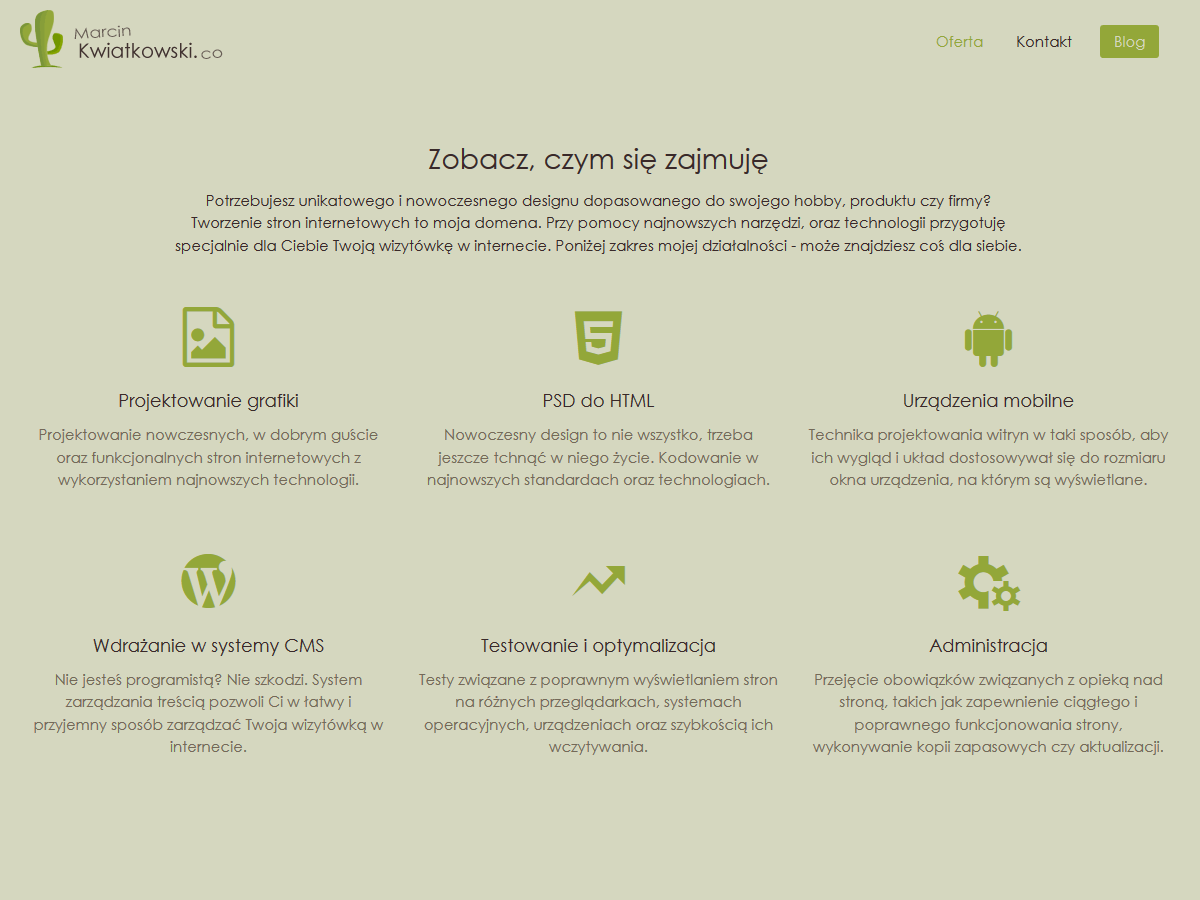 Marcin
Kwiatkowski.co
Oferta
Kontakt
Blog
Zobacz, czym się zajmuję
Potrzebujesz unikatowego i nowoczesnego designu dopasowanego do swojego hobby, produktu czy firmy?
Tworzenie stron internetowych to moja domena. Przy pomocy najnowszych narzędzi, oraz technologii przygotuję
specjalnie dla Ciebie Twoją wizytówkę w internecie. Poniżej zakres mojej działalności - może znajdziesz coś dla siebie.
Projektowanie grafiki
Projektowanie nowczesnych, w dobrym guście
oraz funkcjonalnych stron internetowych z
wykorzystaniem najnowszych technologii.
PSD do HTML
Nowoczesny design to nie wszystko, trzeba
jeszcze tchnąć w niego życie. Kodowanie w
najnowszych standardach oraz technologiach.
Urządzenia mobilne
Technika projektowania witryn w taki sposób, aby
ich wygląd i układ dostosowywał się do rozmiaru
okna urządzenia, na którym są wyświetlane.
Wdrażanie w systemy CMS
Nie jesteś programistą? Nie szkodzi. System
zarządzania treścią pozwoli Ci w łatwy i
przyjemny sposób zarządzać Twoja wizytówką w
internecie.
Testowanie i optymalizacja
Testy związane z poprawnym wyświetlaniem stron
na różnych przeglądarkach, systemach
operacyjnych, urządzeniach oraz szybkością ich
wczytywania.
Administracja
Przejęcie obowiązków związanych z opieką nad
stroną, takich jak zapewnienie ciągłego i
poprawnego funkcjonowania strony,
wykonywanie kopii zapasowych czy aktualizacji.